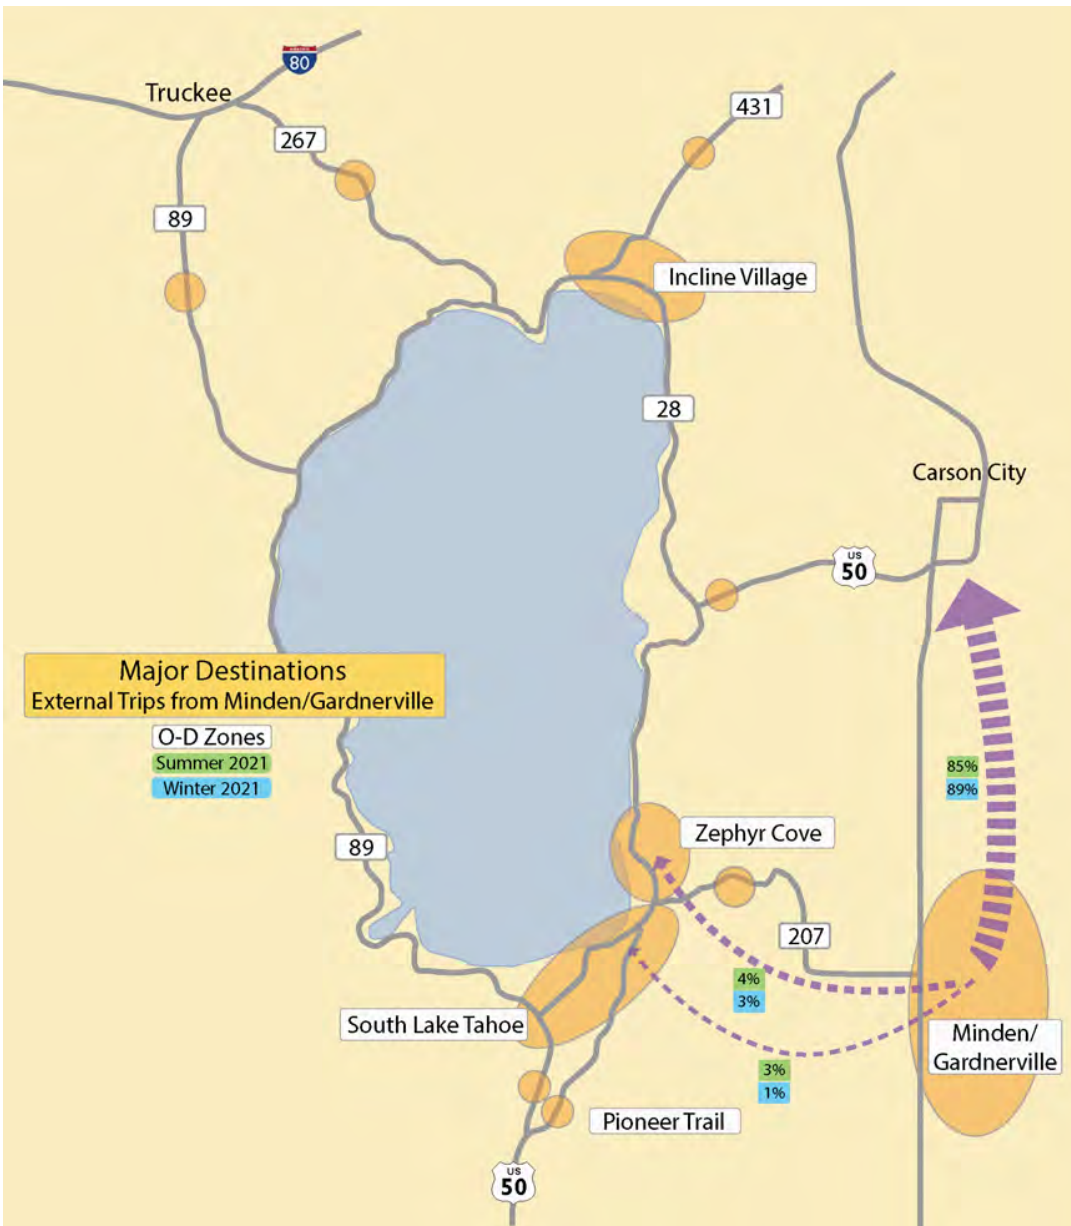 80
Truckee
431
267
89
Incline Village
28
Carson City
US
50
Major Destinations
External Trips from Minden/Gardnerville
O-D Zones
Summer 2021
Winter 2021
85%
89%
Zephyr Cove
89
207
4%
3%
South Lake Tahoe
Minden/
Gardnerville
3%
1%
Pioneer Trail
US
50